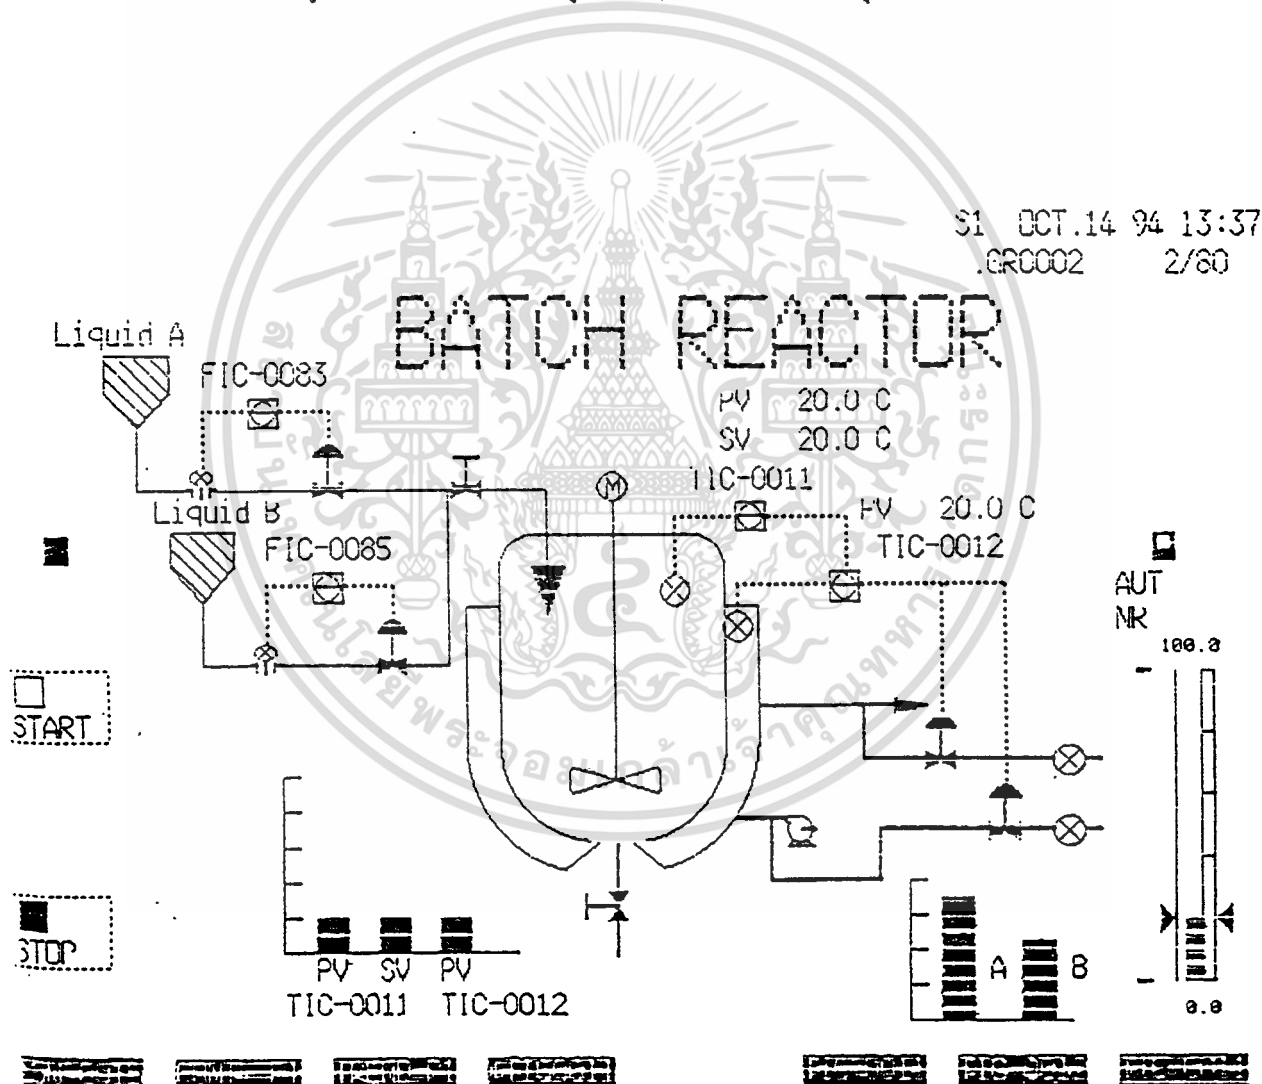 S1 OCT.14 94 13:37
.GR0002 2/60
BATCH REACTOR
Liquid A
FIC-0083
PV 20.0 C
SV 20.0 C
TIC-0011
M
Liquid B
PV 20.0 C
FIC-0085
TIC-0012
AUT
NR
100.0
START
STOP
PV SV PV
TIC-0011 TIC-0012
A B
0.0